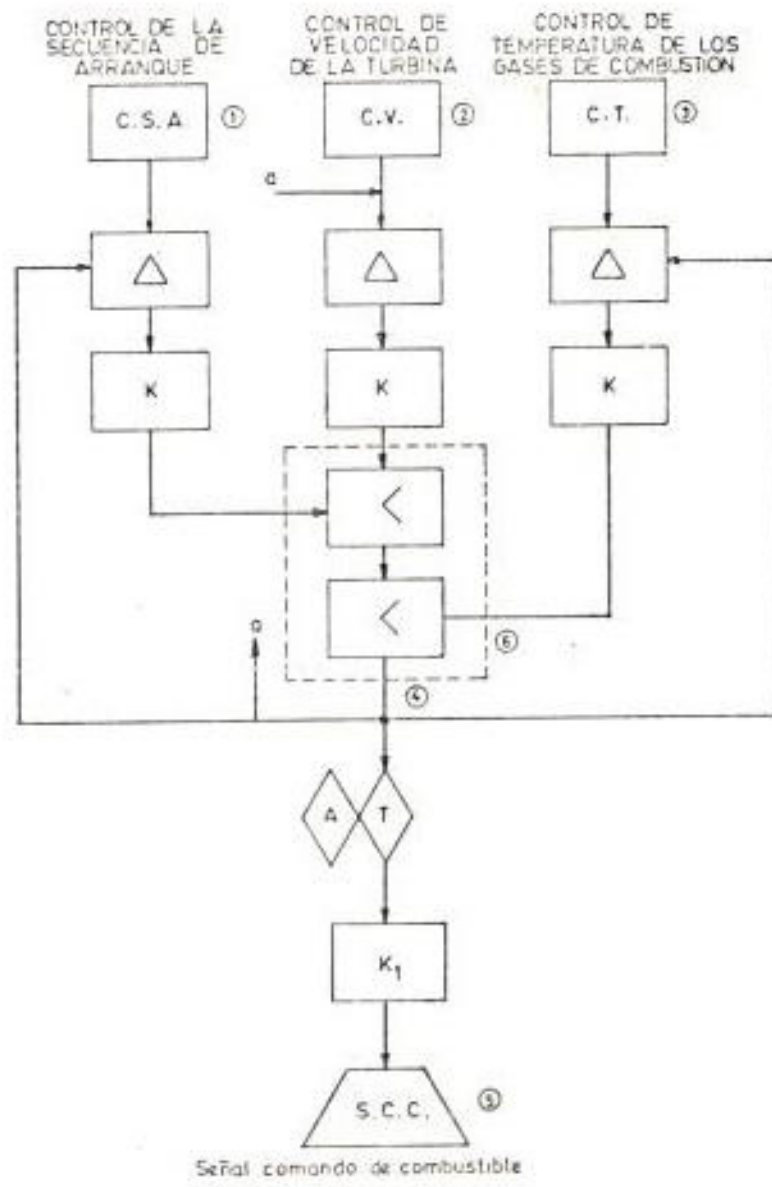 CONTROL DE LA
SECUENCIA DE
ARRANQUE
CONTROL DE
VELOCIDAD
DE LA TURBINA
CONTROL DE
TEMPERATURA DE LOS
GASES DE COMBUSTION
C.S.A. ①
C.V. ②
C.T. ③
a
△
△
△
K
K
K
<
<
⑥
a
④
A
T
K₁
S.C.C. ⑤
Señal comando de combustible